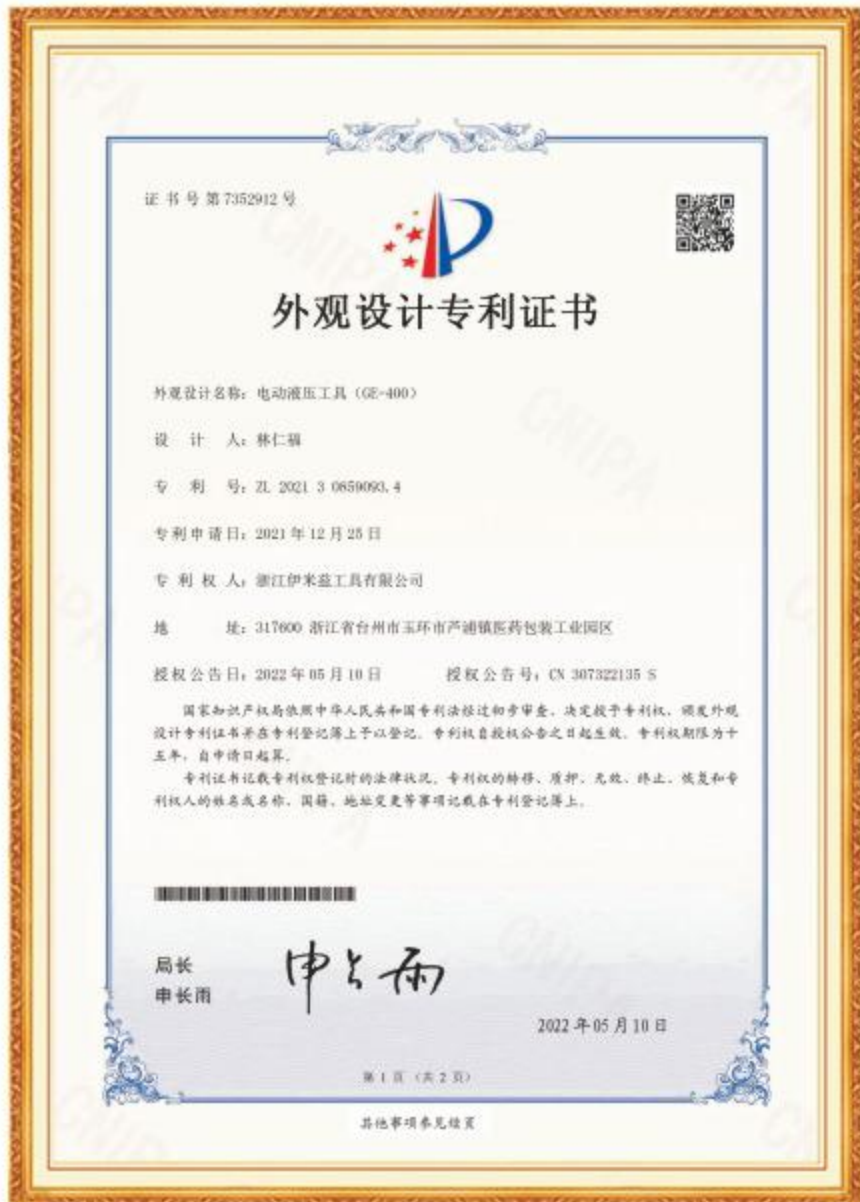 证书号第7352912号
外观设计专利证书
外观设计名称：电动液压工具（GE-400）
设计人：林仁福
专利号：ZL 2021 3 0859093.4
专利申请日：2021年12月25日
专利权人：浙江伊米兹工具有限公司
地址：317600 浙江省台州市玉环市芦浦镇医药包装工业园区
授权公告日：2022年05月10日 授权公告号：CN 307322135 S
国家知识产权局依照中华人民共和国专利法经过初步审查，决定授予专利权，颁发外观
设计专利证书并在专利登记簿上予以登记。专利权自授权公告之日起生效。专利权期限为十
五年，自申请日起算。
专利证书记载专利权登记时的法律状况。专利权的转移、质押、无效、终止、恢复和专
利权人的姓名或名称、国籍、地址变更等事项记载在专利登记簿上。
局长
申长雨
申长雨
2022年05月10日
第1页（共2页）
其他事项参见续页
CNIPA